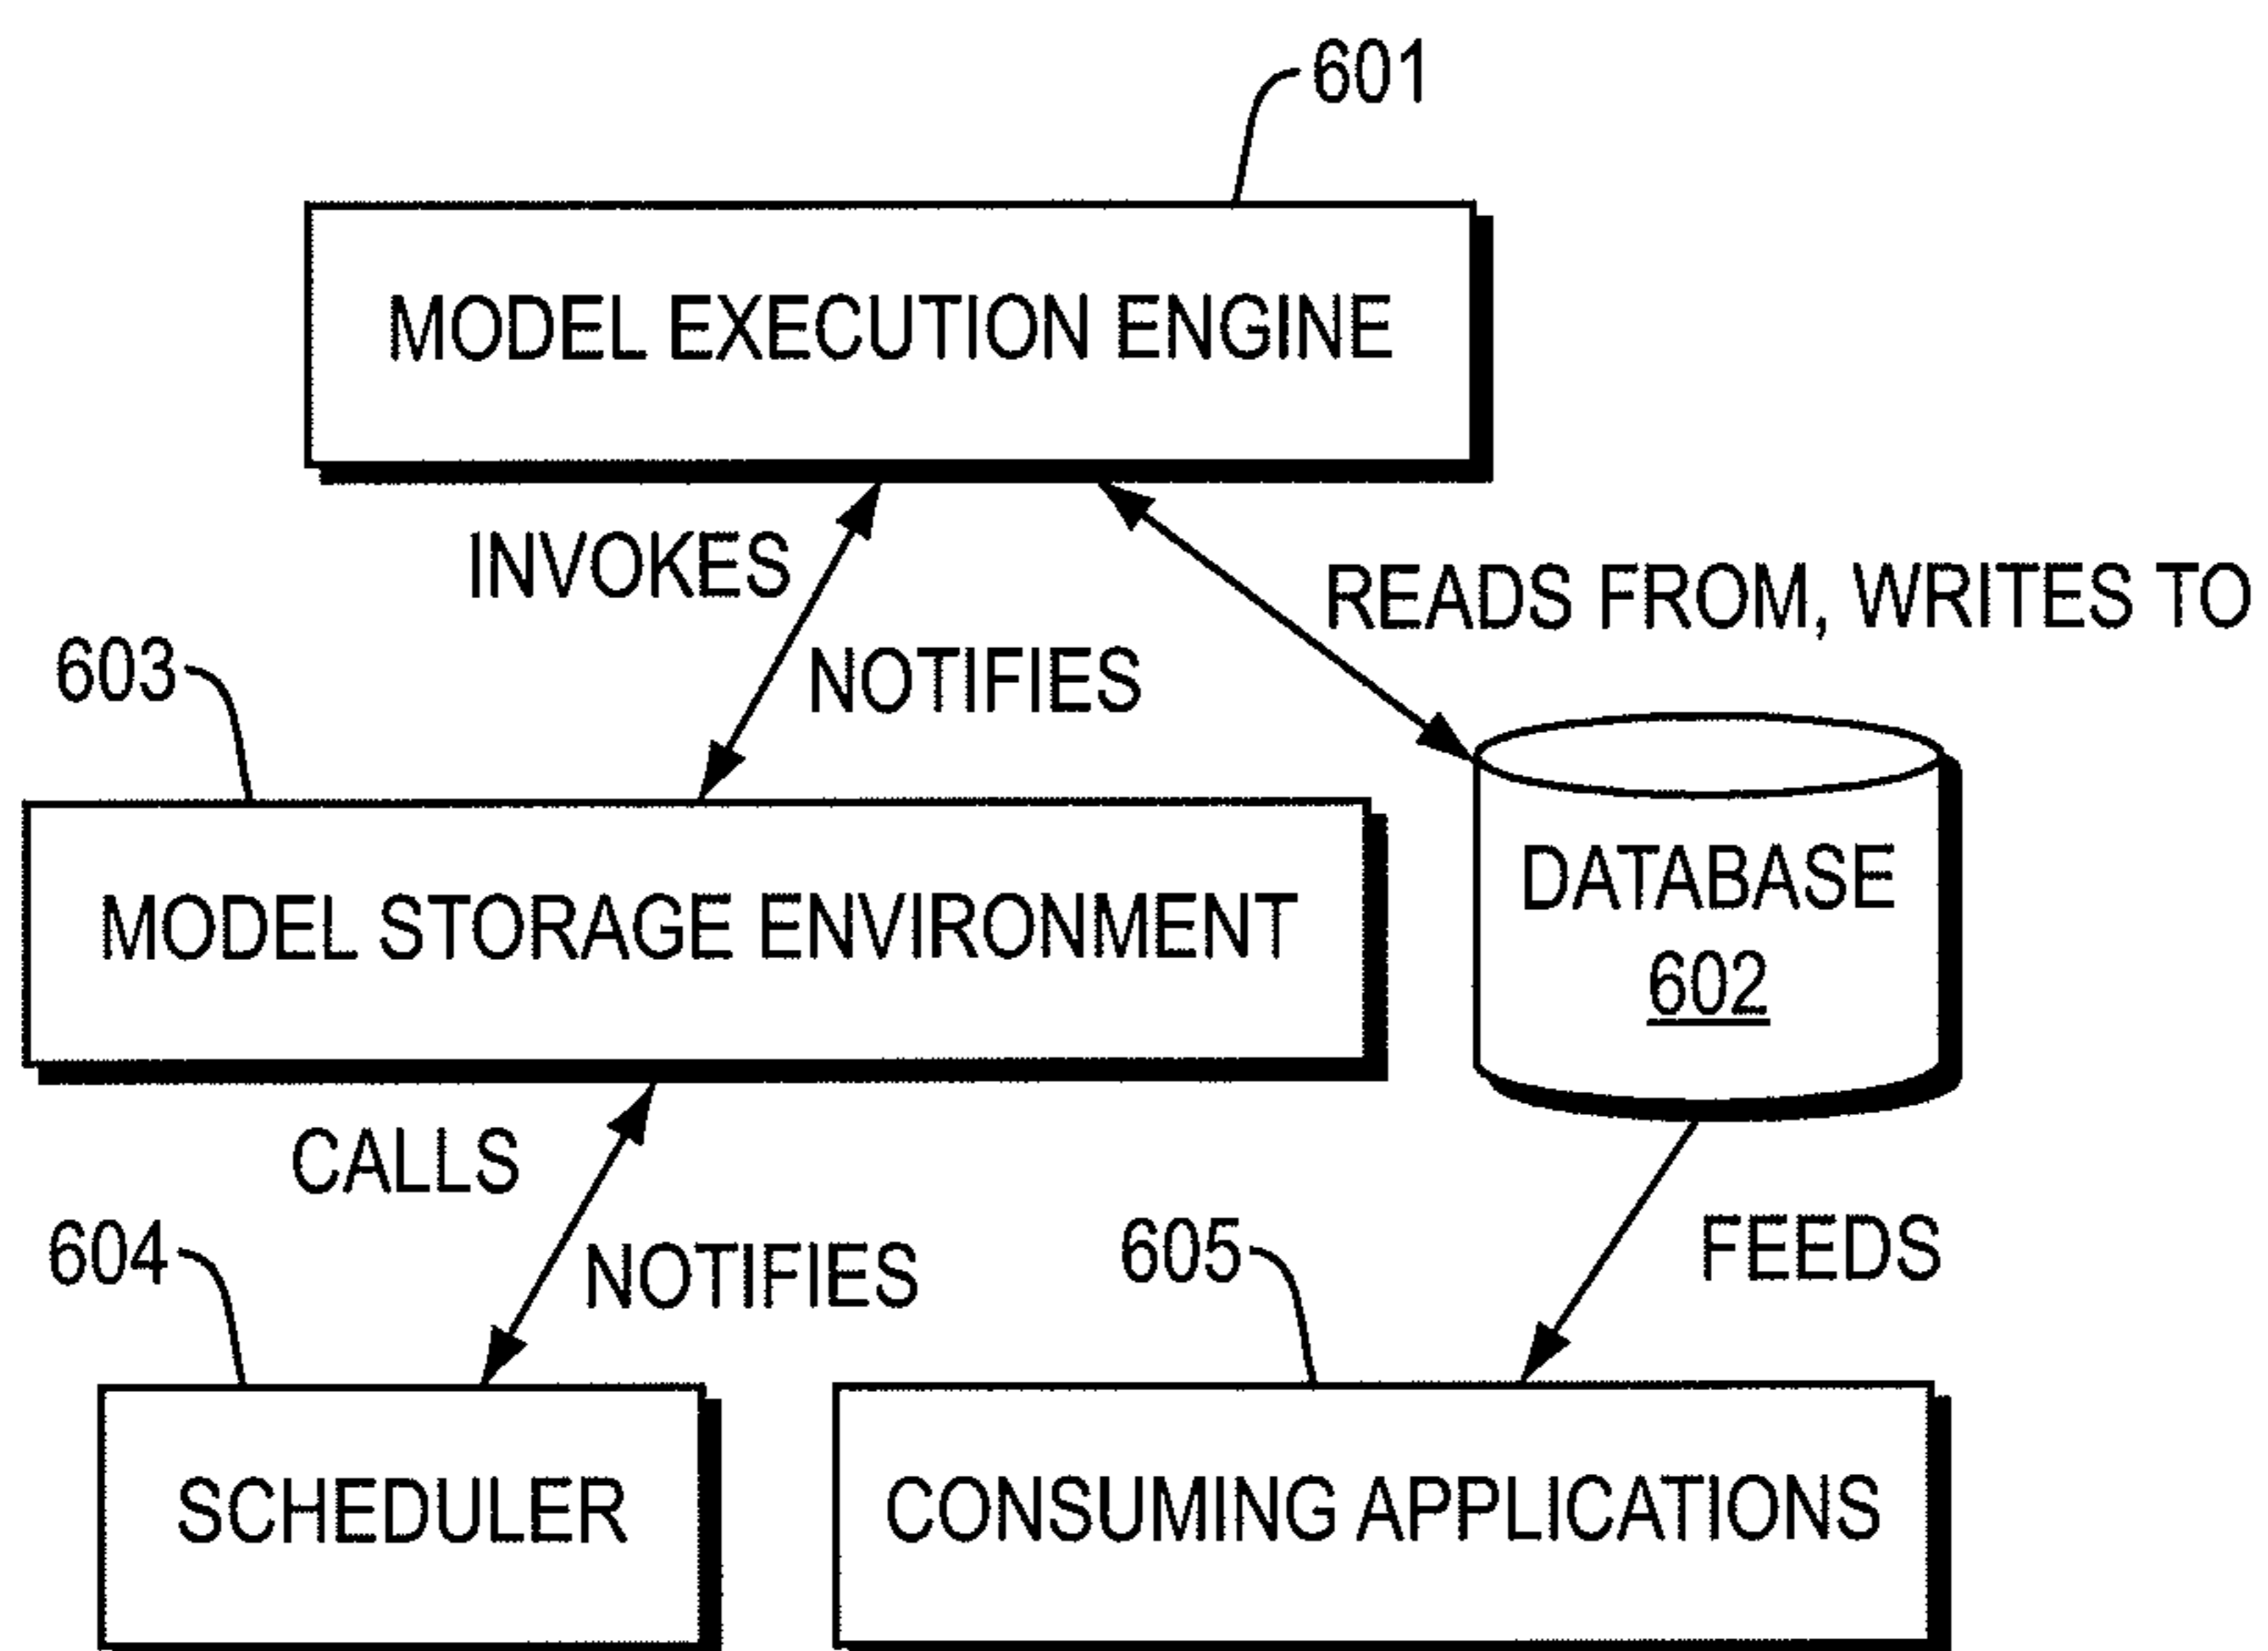 601
MODEL EXECUTION ENGINE
INVOKES
READS FROM, WRITES TO
603
NOTIFIES
DATABASE
602
MODEL STORAGE ENVIRONMENT
CALLS
604
NOTIFIES
605
FEEDS
SCHEDULER
CONSUMING APPLICATIONS